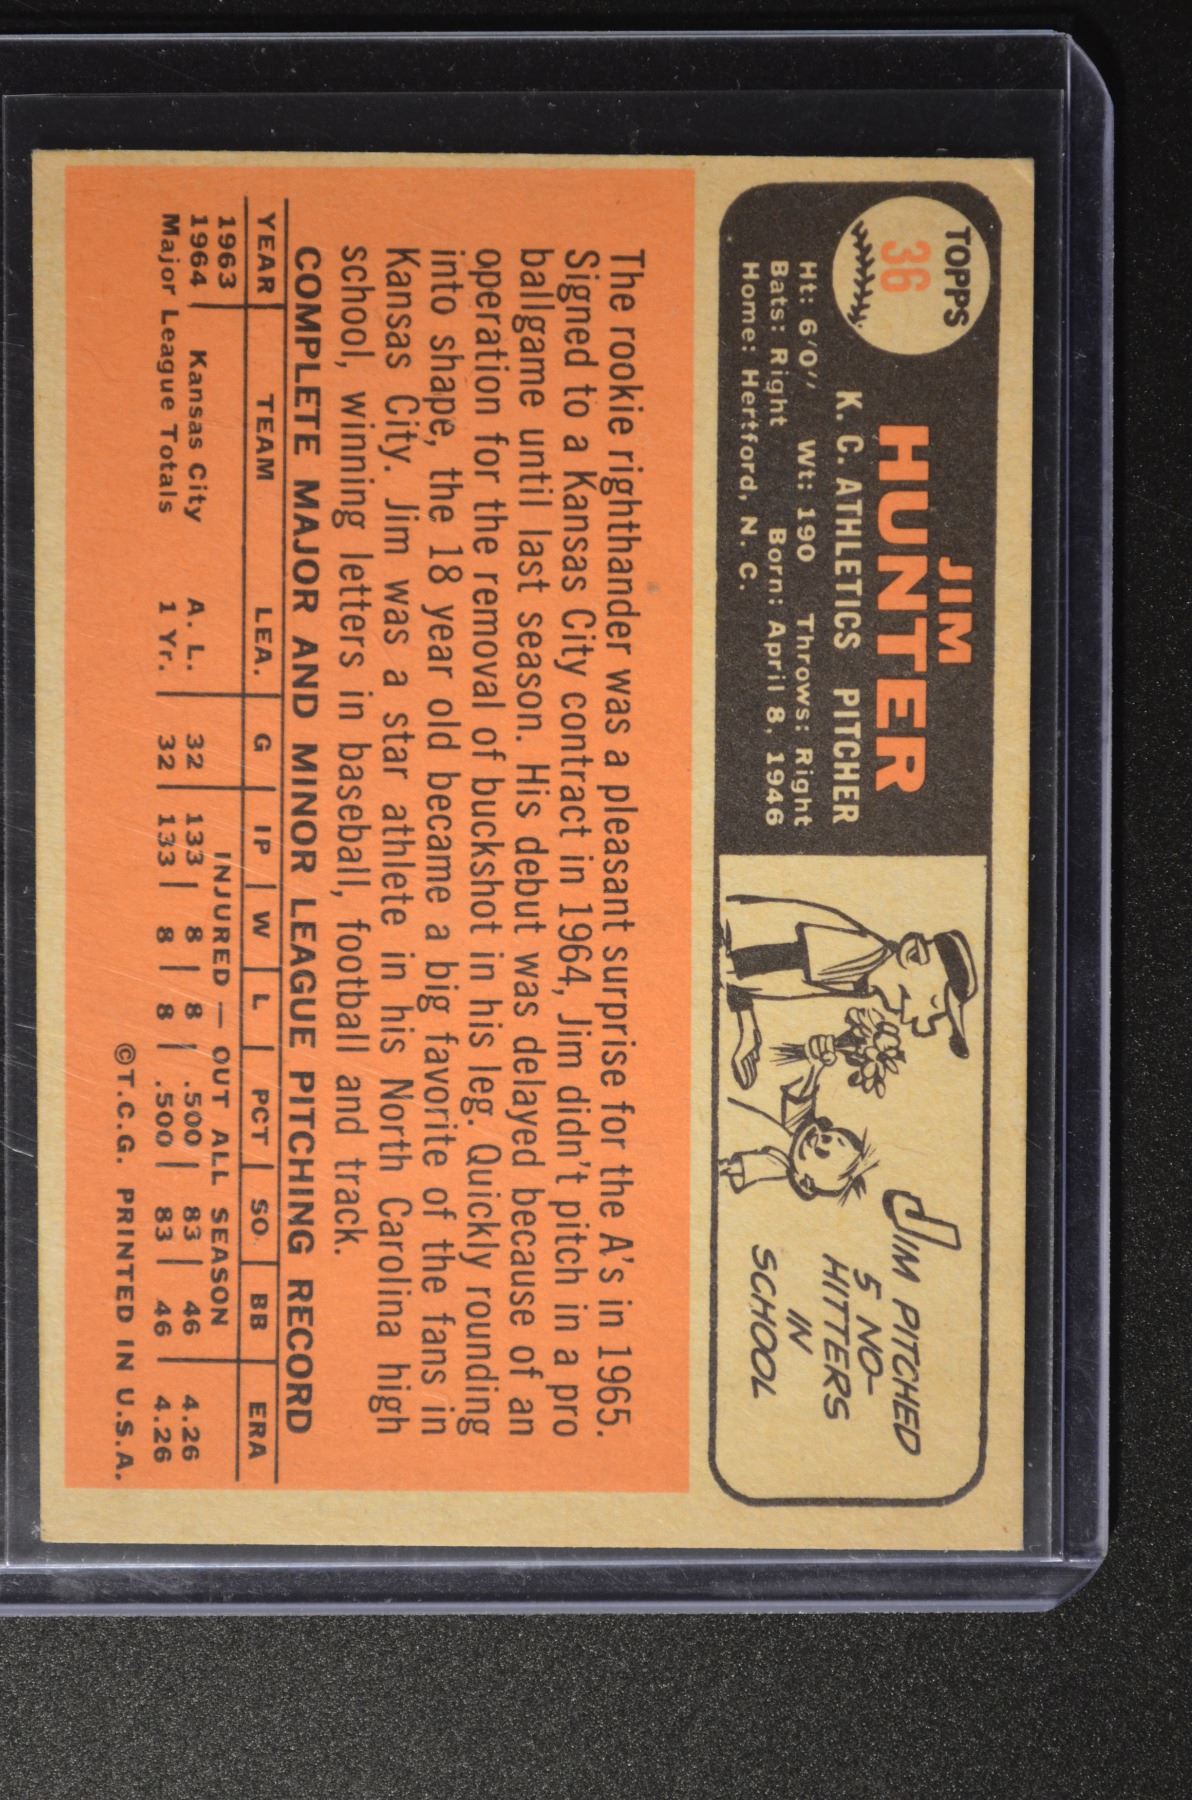 TOPPS
36
JIM
HUNTER
K. C. ATHLETICS PITCHER
Ht: 6'0" Wt: 190 Throws: Right
Bats: Right Born: April 8, 1946
Home: Hertford, N. C.
JIM PITCHED
5 NO-
HITTERS
IN
SCHOOL
The rookie righthander was a pleasant surprise for the A's in 1965.
Signed to a Kansas City contract in 1964, Jim didn't pitch in a pro
ballgame until last season. His debut was delayed because of an
operation for the removal of buckshot in his leg. Quickly rounding
into shape, the 18 year old became a big favorite of the fans in
Kansas City. Jim was a star athlete in his North Carolina high
school, winning letters in baseball, football and track.
COMPLETE MAJOR AND MINOR LEAGUE PITCHING RECORD
YEAR TEAM LEA. G IP W L PCT SO. BB ERA
1963 INJURED — OUT ALL SEASON
1964 Kansas City A. L. 32 133 8 8 .500 83 46 4.26
Major League Totals 1 Yr. 32 133 8 8 .500 83 46 4.26
©T.C.G. PRINTED IN U.S.A.